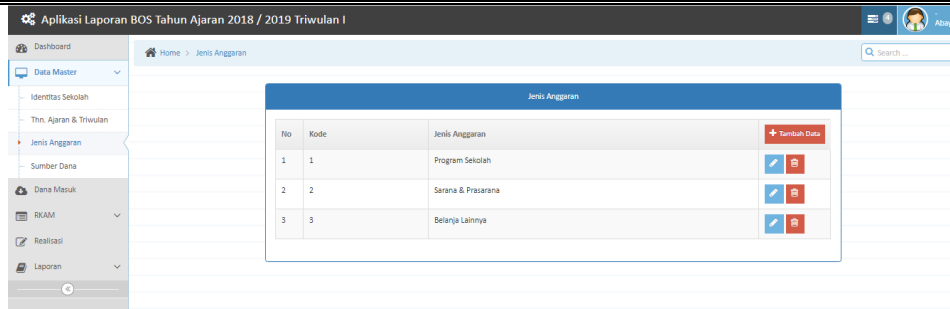 Aplikasi Laporan BOS Tahun Ajaran 2018 / 2019 Triwulan I
4
Dashboard
Home > Jenis Anggaran
Search ...
Data Master
Identitas Sekolah
Thn. Ajaran & Triwulan
Jenis Anggaran
Sumber Dana
Dana Masuk
RKAM
Realisasi
Laporan
Jenis Anggaran
No Kode Jenis Anggaran + Tambah Data
1 1 Program Sekolah
2 2 Sarana & Prasarana
3 3 Belanja Lainnya